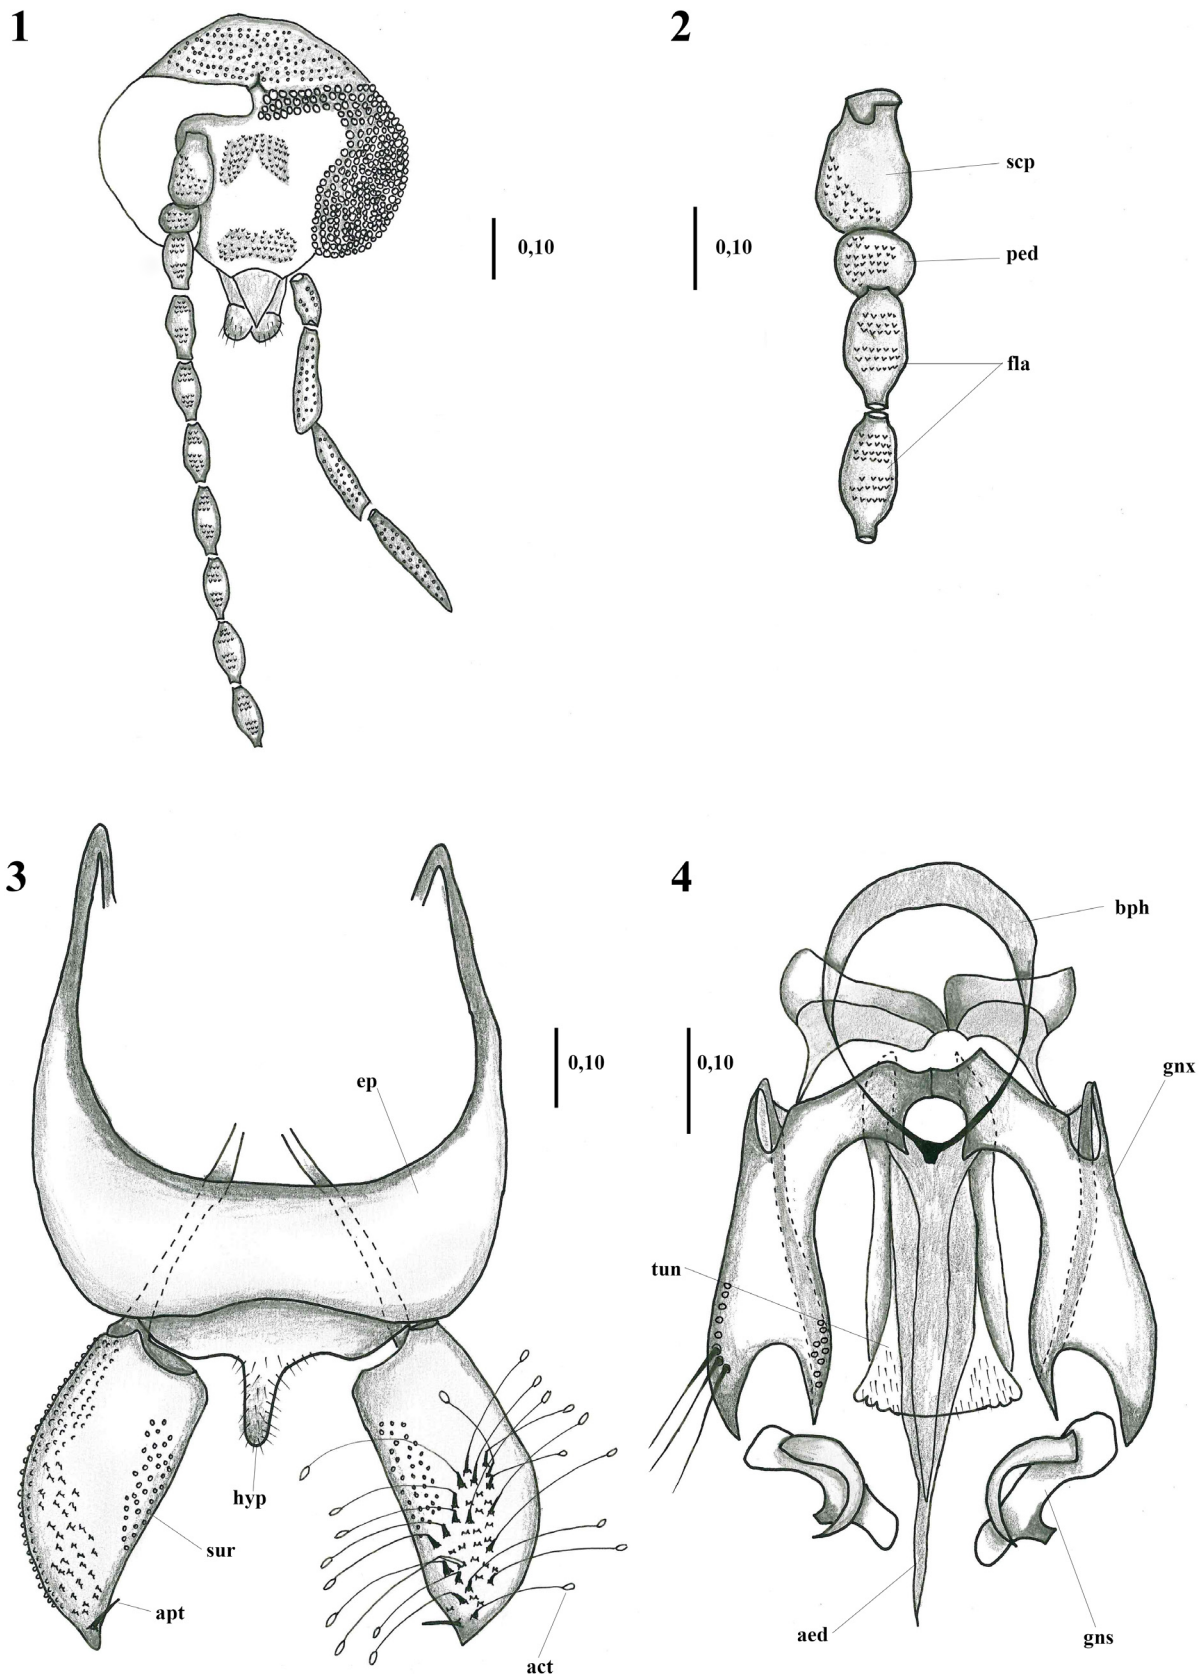 1
2
scp
0,10
0,10
ped
fla
3
4
bph
0,10
0,10
gnx
ep
tun
hyp
sur
apt
act
aed
gns